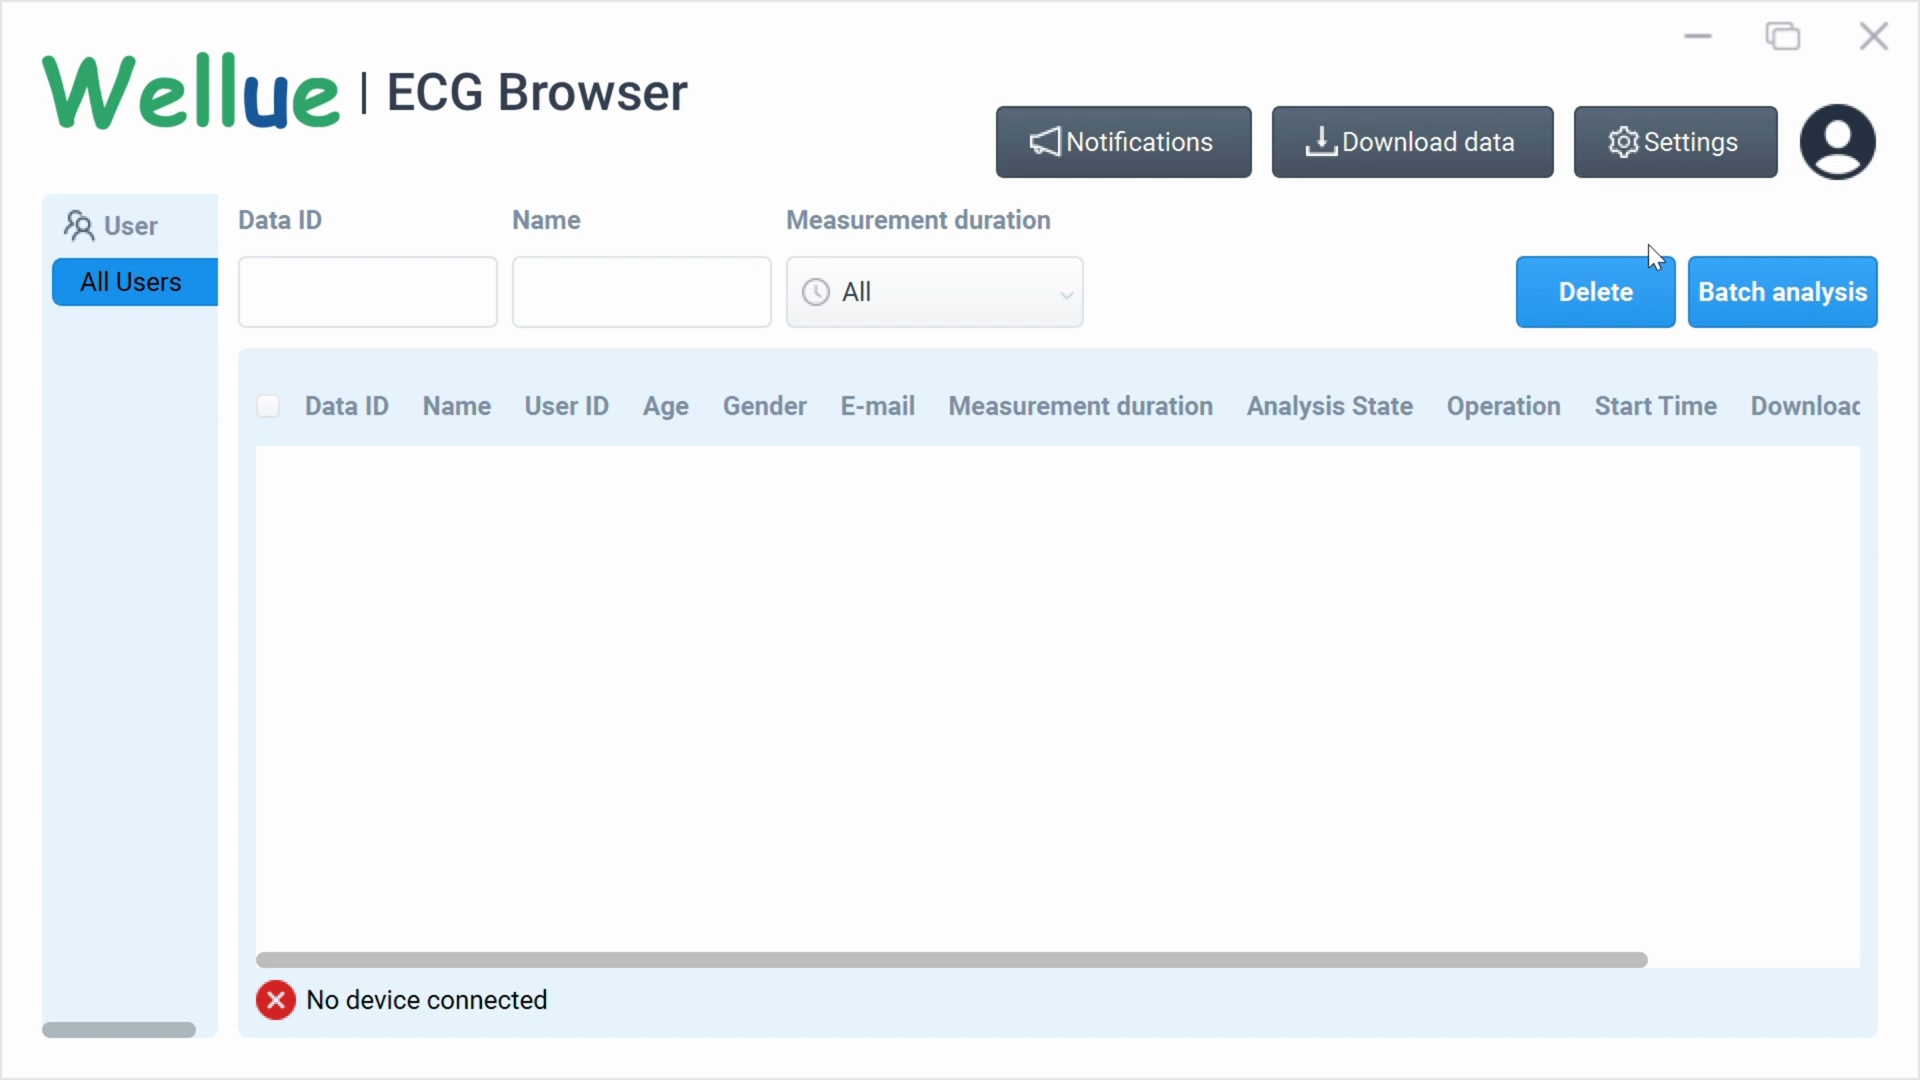 Wellue | ECG Browser
Notifications
Download data
Settings
User
All Users
Data ID
Name
Measurement duration
All
Delete
Batch analysis
Data ID Name User ID Age Gender E-mail Measurement duration Analysis State Operation Start Time Download
No device connected